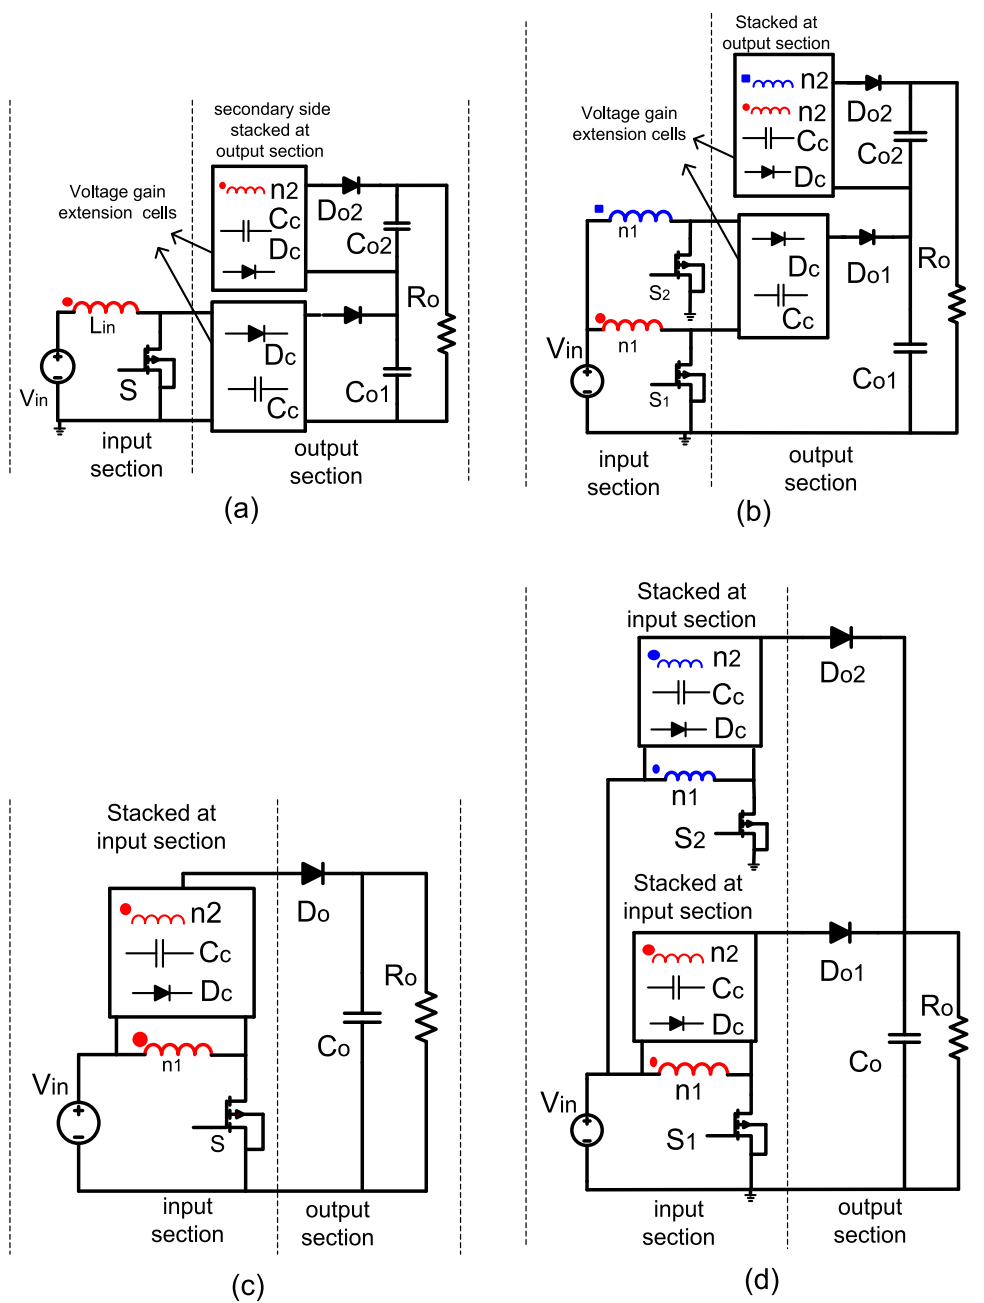 secondary side
stacked at
output section
Voltage gain
extension cells
n2
Cc
Dc
Do2
Co2
Ro
Lin
S
Vin
Dc
Cc
Co1
input
section
output
section
(a)
Stacked at
output section
Voltage gain
extension cells
n2
n2
Cc
Dc
Do2
Co2
n1
S2
Dc
Cc
Do1
Ro
n1
Vin
S1
Co1
input
section
output
section
(b)
Stacked at
input section
n2
Cc
Dc
Do
Ro
Co
n1
Vin
S
input
section
output
section
(c)
Stacked at
input section
n2
Cc
Dc
Do2
n1
S2
Stacked at
input section
n2
Cc
Dc
Do1
Ro
Co
n1
Vin
S1
input
section
output
section
(d)